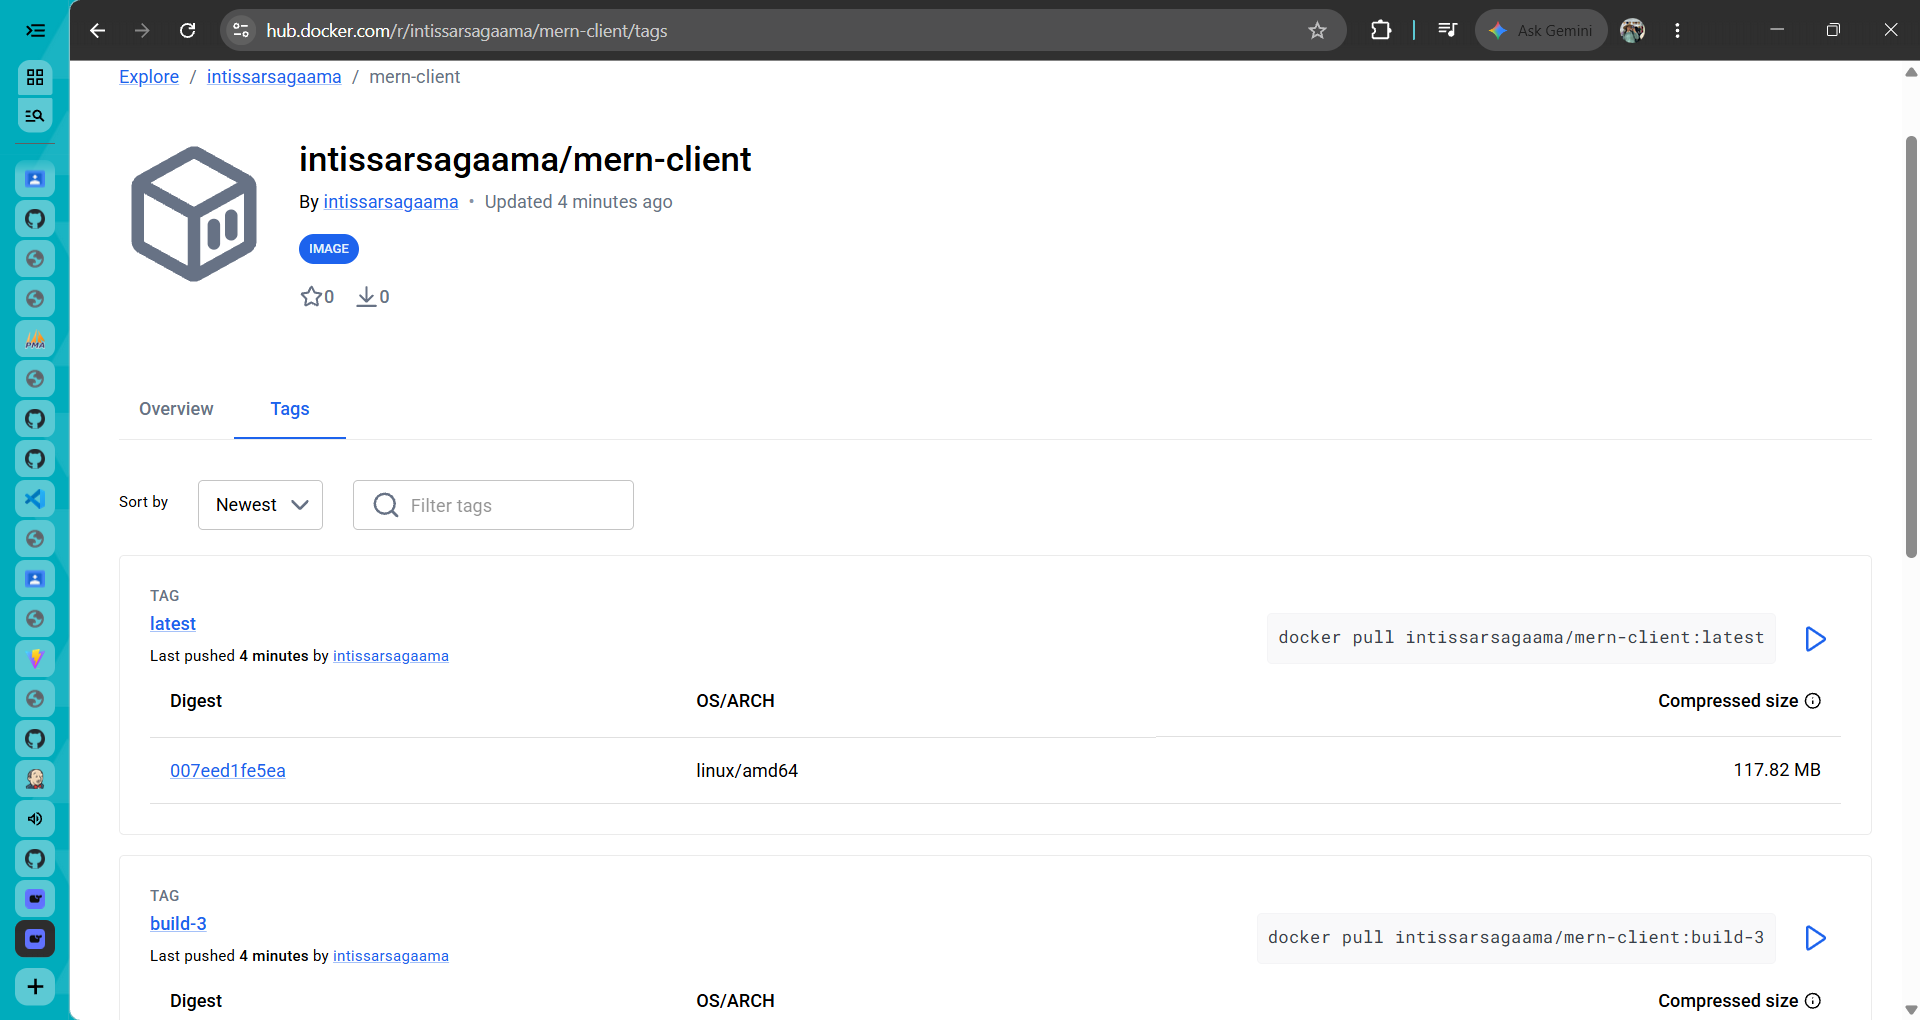 hub.docker.com/r/intissarsagaama/mern-client/tags
Ask Gemini
Explore / intissarsagaama / mern-client
intissarsagaama/mern-client
By intissarsagaama • Updated 4 minutes ago
IMAGE
0 0
Overview Tags
Sort by Newest Filter tags
TAG
latest
docker pull intissarsagaama/mern-client:latest
Last pushed 4 minutes by intissarsagaama
Digest OS/ARCH Compressed size
007eed1fe5ea linux/amd64 117.82 MB
TAG
build-3
docker pull intissarsagaama/mern-client:build-3
Last pushed 4 minutes by intissarsagaama
Digest OS/ARCH Compressed size
PMA